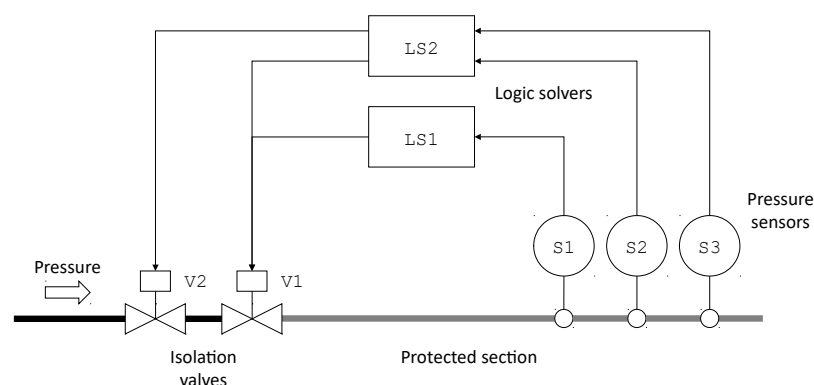 LS2
Logic solvers
LS1
Pressure
sensors
S1
S2
S3
Pressure
V2
V1
Isolation
valves
Protected section